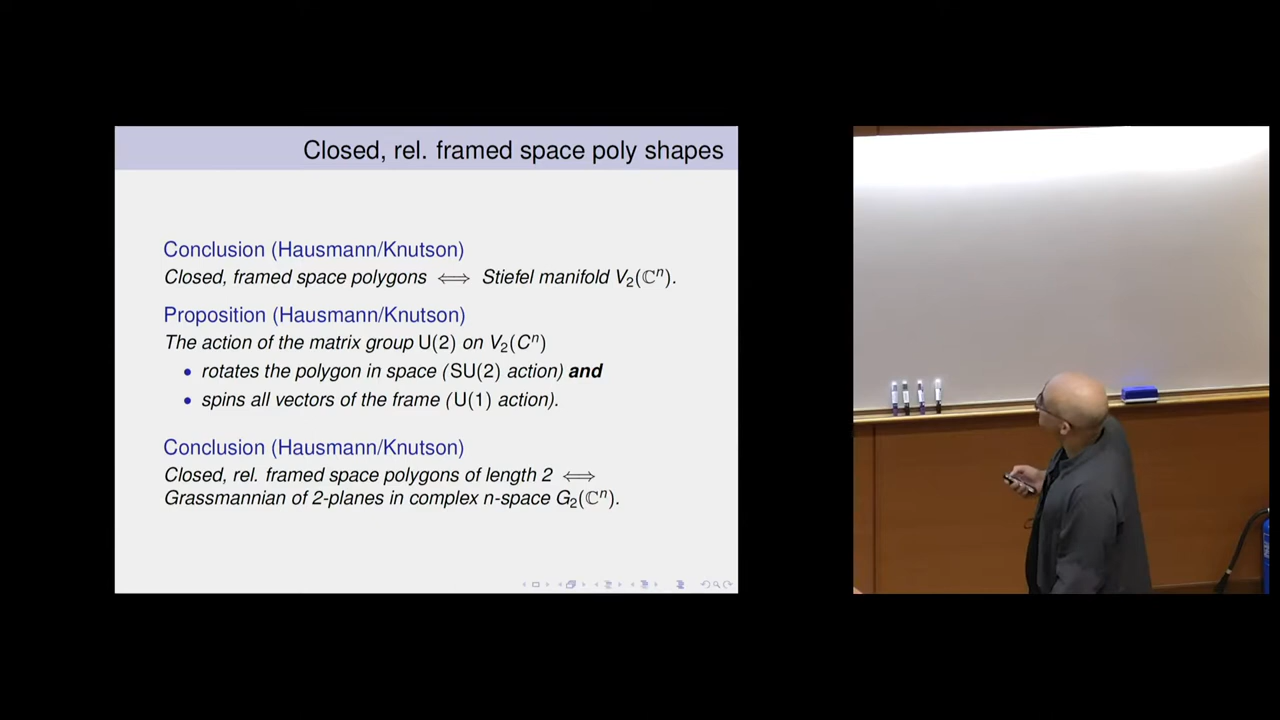 Closed, rel. framed space poly shapes
Conclusion (Hausmann/Knutson)
Closed, framed space polygons ⟺ Stiefel manifold V₂(ℂⁿ).
Proposition (Hausmann/Knutson)
The action of the matrix group U(2) on V₂(Cⁿ)
• rotates the polygon in space (SU(2) action) and
• spins all vectors of the frame (U(1) action).
Conclusion (Hausmann/Knutson)
Closed, rel. framed space polygons of length 2 ⟺
Grassmannian of 2-planes in complex n-space G₂(ℂⁿ).